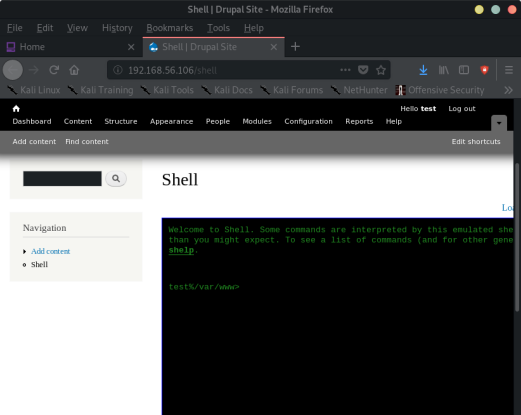 Shell | Drupal Site - Mozilla Firefox
File Edit View History Bookmarks Tools Help
Home Shell | Drupal Site
192.168.56.106/shell
Kali Linux Kali Training Kali Tools Kali Docs Kali Forums NetHunter Offensive Security
Hello test Log out
Dashboard Content Structure Appearance People Modules Configuration Reports Help
Add content Find content Edit shortcuts
Shell
Loa
Navigation
Add content
Shell
Welcome to Shell. Some commands are interpreted by this emulated she
than you might expect. To see a list of commands (and for other gene
shelp.
test%/var/www>